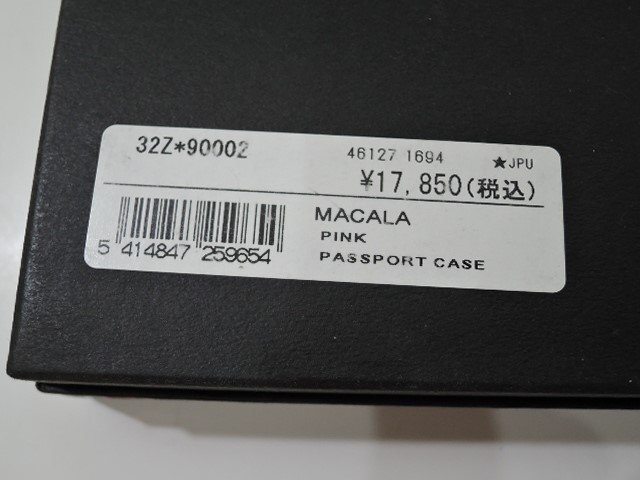 32Z*90002 46127 1694 ★JPU
¥17,850(税込)
MACALA
PINK
PASSPORT CASE
5 414847 259654